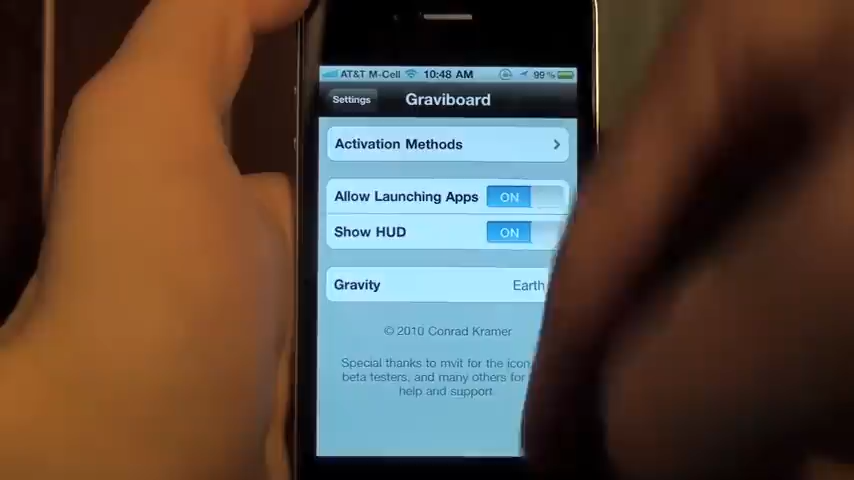 AT&T M-Cell 10:48 AM 99%
Settings Graviboard
Activation Methods
Allow Launching Apps ON
Show HUD ON
Gravity Earth
© 2010 Conrad Kramer
Special thanks to mvit for the icon,
beta testers, and many others for
help and support